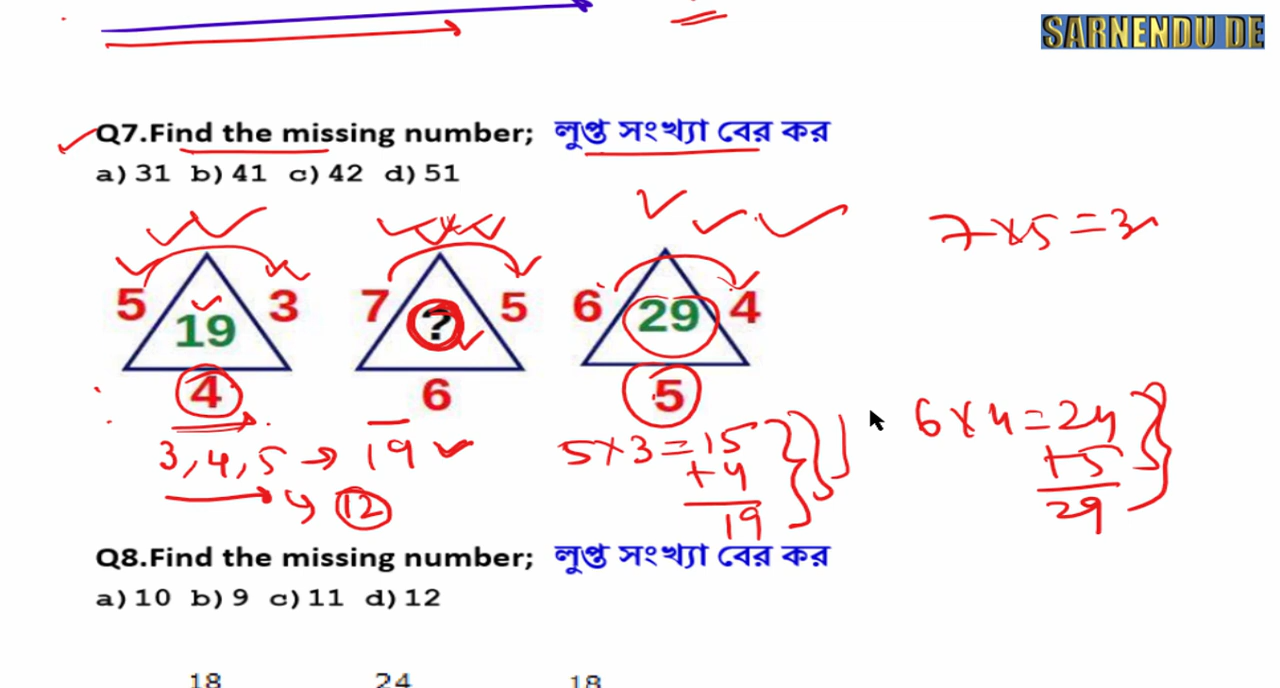 SARNENDU DE
Q7.Find the missing number; লুপ্ত সংখ্যা বের কর
a) 31 b) 41 c) 42 d) 51
7×5=3
5 19 3 7 ? 5 6 29 4
4 6 5
3,4,5 → 19
12
5×3=15
+4
19
6×4=24
+5
29
Q8.Find the missing number; লুপ্ত সংখ্যা বের কর
a) 10 b) 9 c) 11 d) 12
18 24 18